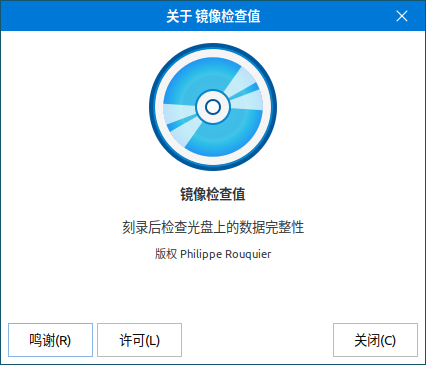 关于 镜像检查值
镜像检查值
刻录后检查光盘上的数据完整性
版权 Philippe Rouquier
鸣谢(R)
许可(L)
关闭(C)